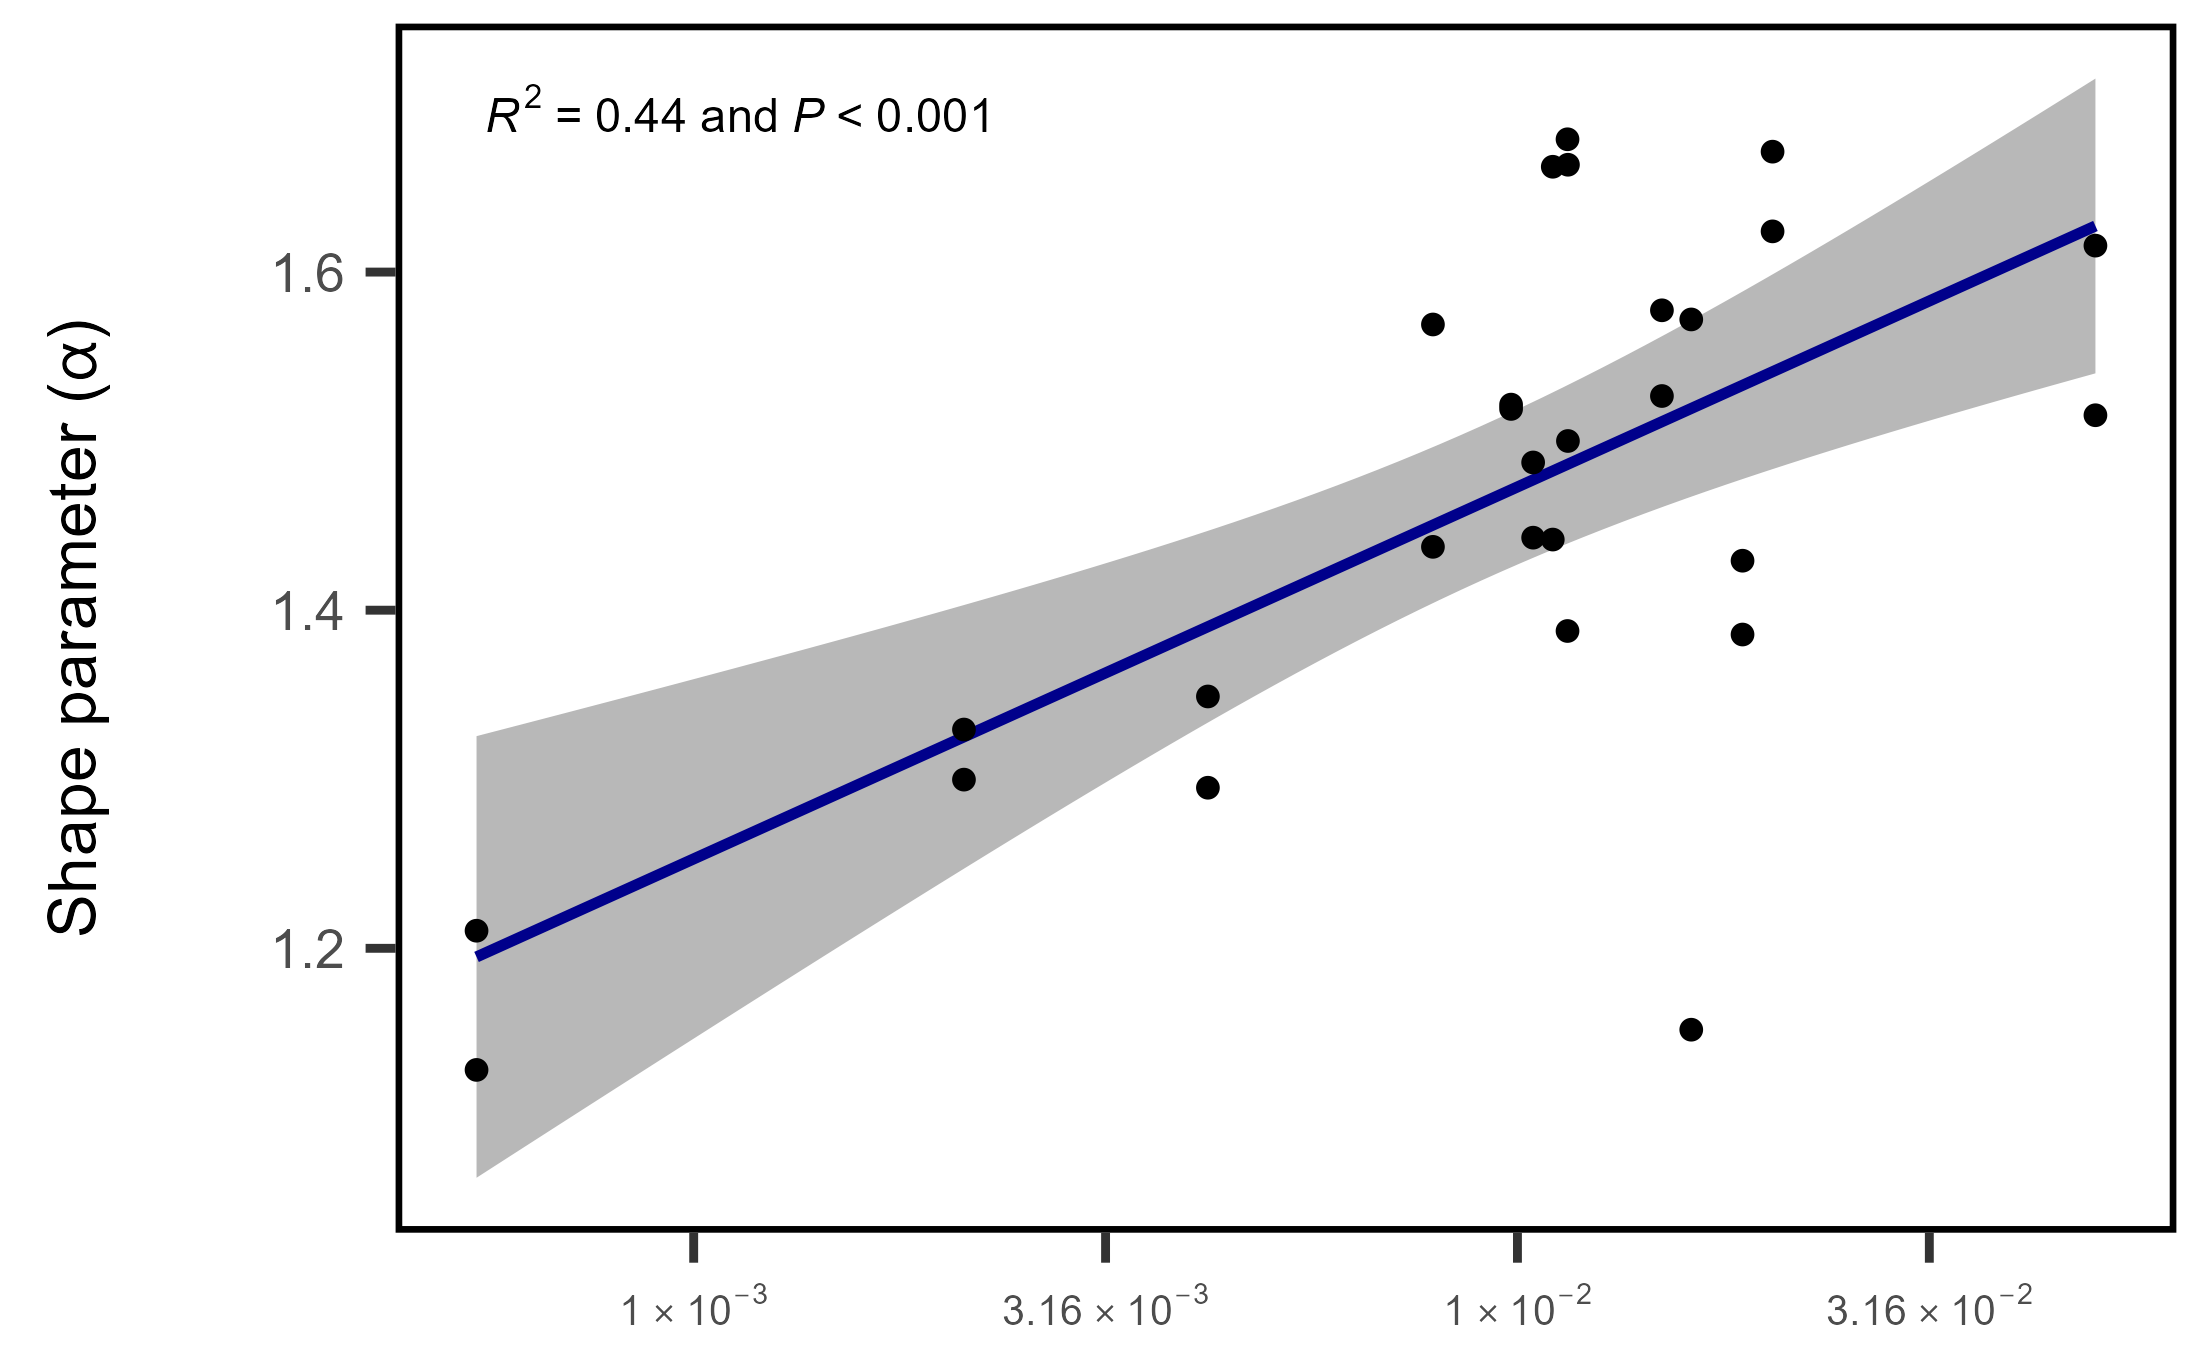 R² = 0.44 and P < 0.001
Shape parameter (α)
1.6
1.4
1.2
1 × 10⁻³
3.16 × 10⁻³
1 × 10⁻²
3.16 × 10⁻²